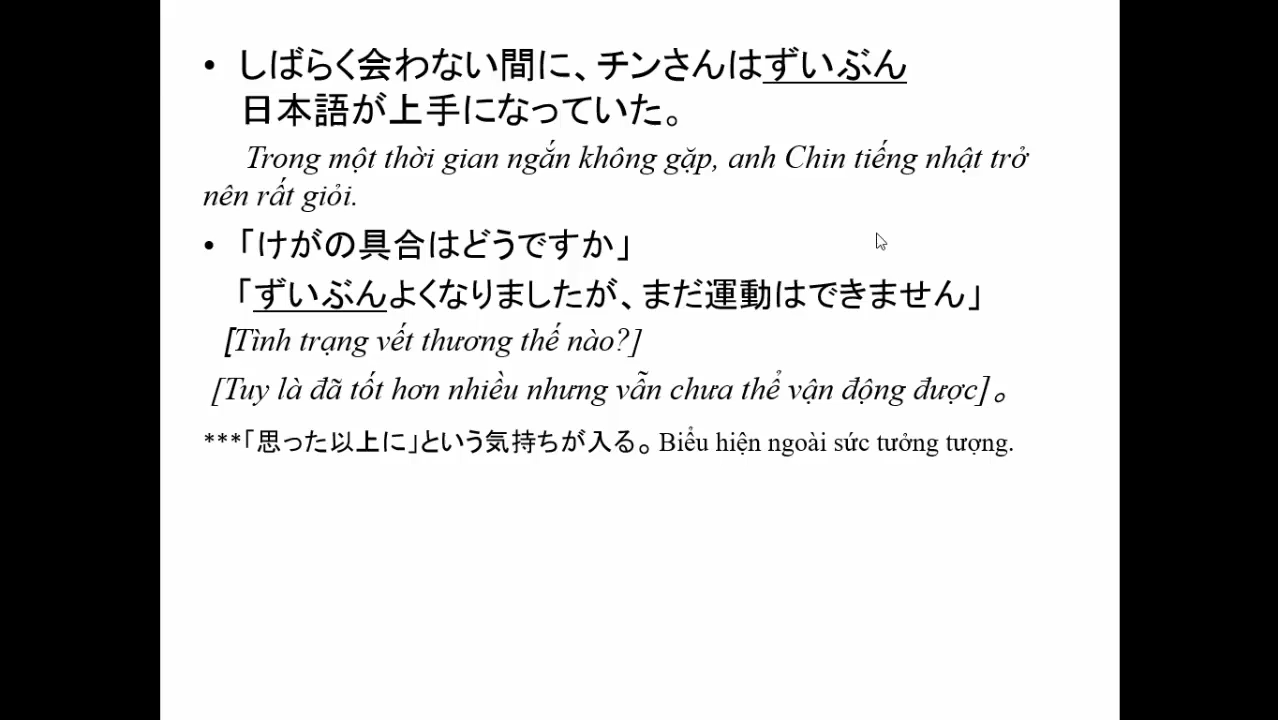 • しばらく会わない間に、チンさんはずいぶん
日本語が上手になっていた。
Trong một thời gian ngắn không gặp, anh Chin tiếng nhật trở
nên rất giỏi.
• 「けがの具合はどうですか」
「ずいぶんよくなりましたが、まだ運動はできません」
[Tình trạng vết thương thế nào?]
[Tuy là đã tốt hơn nhiều nhưng vẫn chưa thể vận động được]。
***「思った以上に」という気持ちが入る。Biểu hiện ngoài sức tưởng tượng.